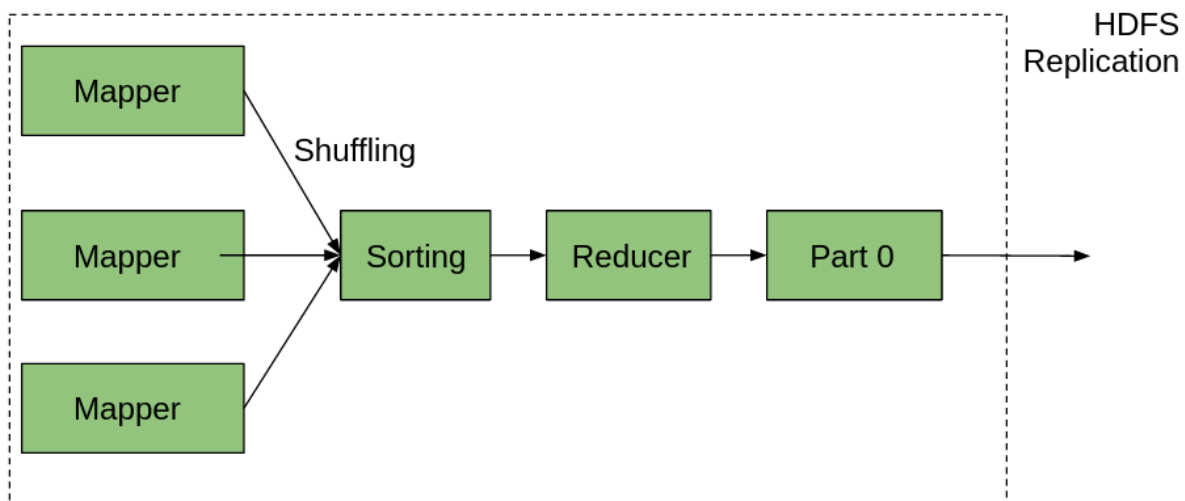 HDFS
Replication
Mapper
Shuffling
Mapper
Sorting
Reducer
Part 0
Mapper